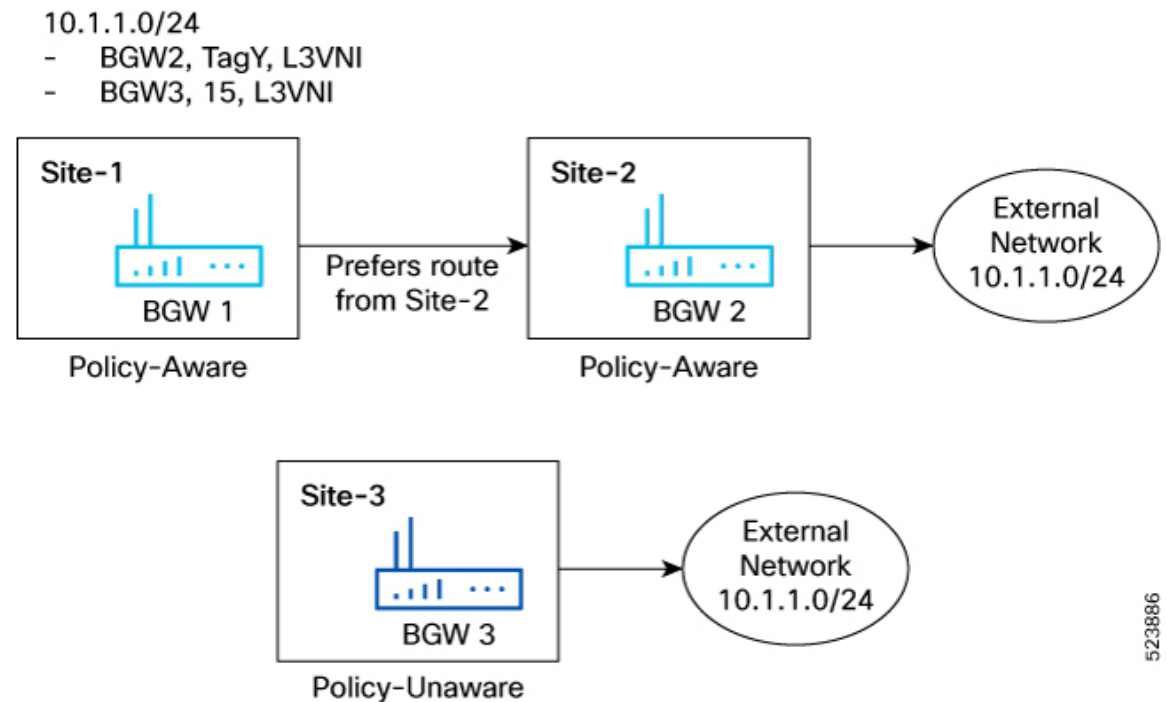 10.1.1.0/24
- BGW2, TagY, L3VNI
- BGW3, 15, L3VNI
Site-1
BGW 1
Policy-Aware
Prefers route
from Site-2
Site-2
BGW 2
Policy-Aware
External
Network
10.1.1.0/24
Site-3
BGW 3
Policy-Unaware
External
Network
10.1.1.0/24
523886